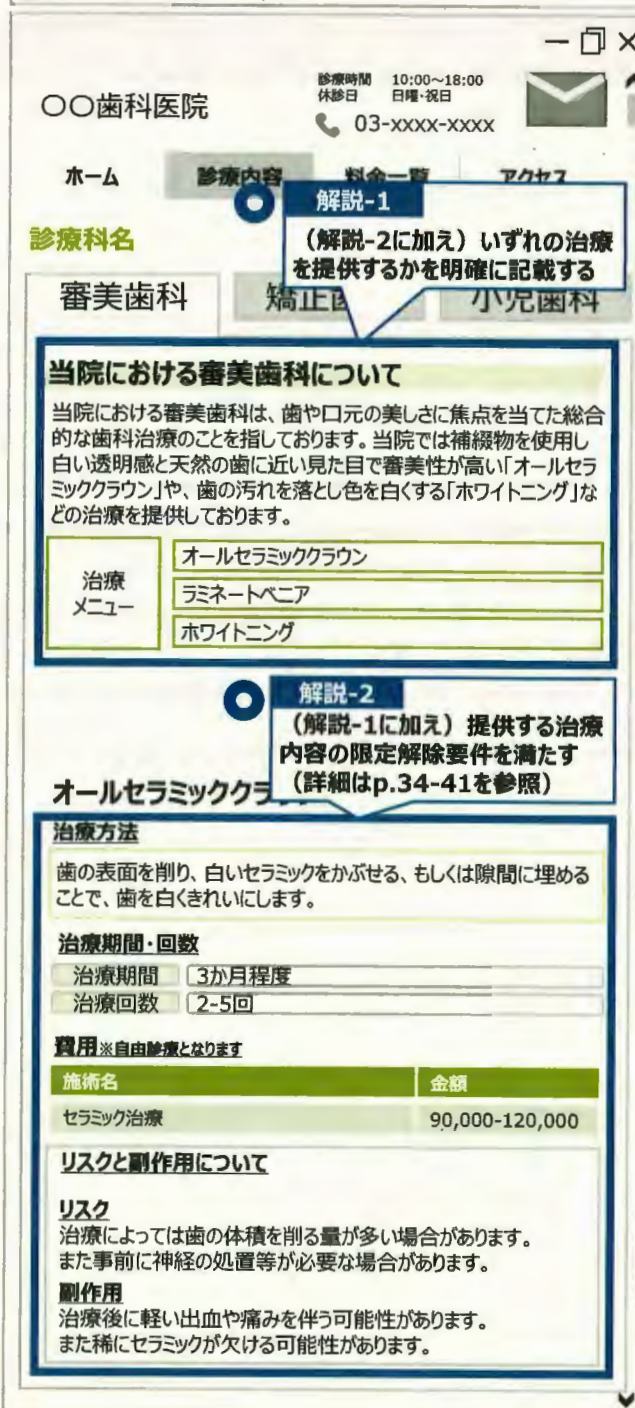 〇〇歯科医院
診療時間 10:00~18:00
休診日 日曜・祝日
03-xxxx-xxxx
ホーム 診療内容 料金一覧 アクセス
解説-1
（解説-2に加え）いずれの治療
を提供するかを明確に記載する
診療科名
審美歯科 矯正 小児歯科
当院における審美歯科について
当院における審美歯科は、歯や口元の美しさに焦点を当てた総合
的な歯科治療のことを指しております。当院では補綴物を使用し
白い透明感と天然の歯に近い見た目で審美性が高い「オールセラ
ミッククラウン」や、歯の汚れを落とし色を白くする「ホワイトニング」な
どの治療を提供しております。
治療
メニュー
オールセラミッククラウン
ラミネートベニア
ホワイトニング
解説-2
（解説-1に加え）提供する治療
内容の限定解除要件を満たす
（詳細はp.34-41を参照）
オールセラミックク
治療方法
歯の表面を削り、白いセラミックをかぶせる、もしくは隙間に埋める
ことで、歯を白くきれいにします。
治療期間・回数
治療期間 3か月程度
治療回数 2-5回
費用※自由診療となります
施術名 金額
セラミック治療 90,000-120,000
リスクと副作用について
リスク
治療によっては歯の体積を削る量が多い場合があります。
また事前に神経の処置等が必要な場合があります。
副作用
治療後に軽い出血や痛みを伴う可能性があります。
また稀にセラミックが欠ける可能性があります。